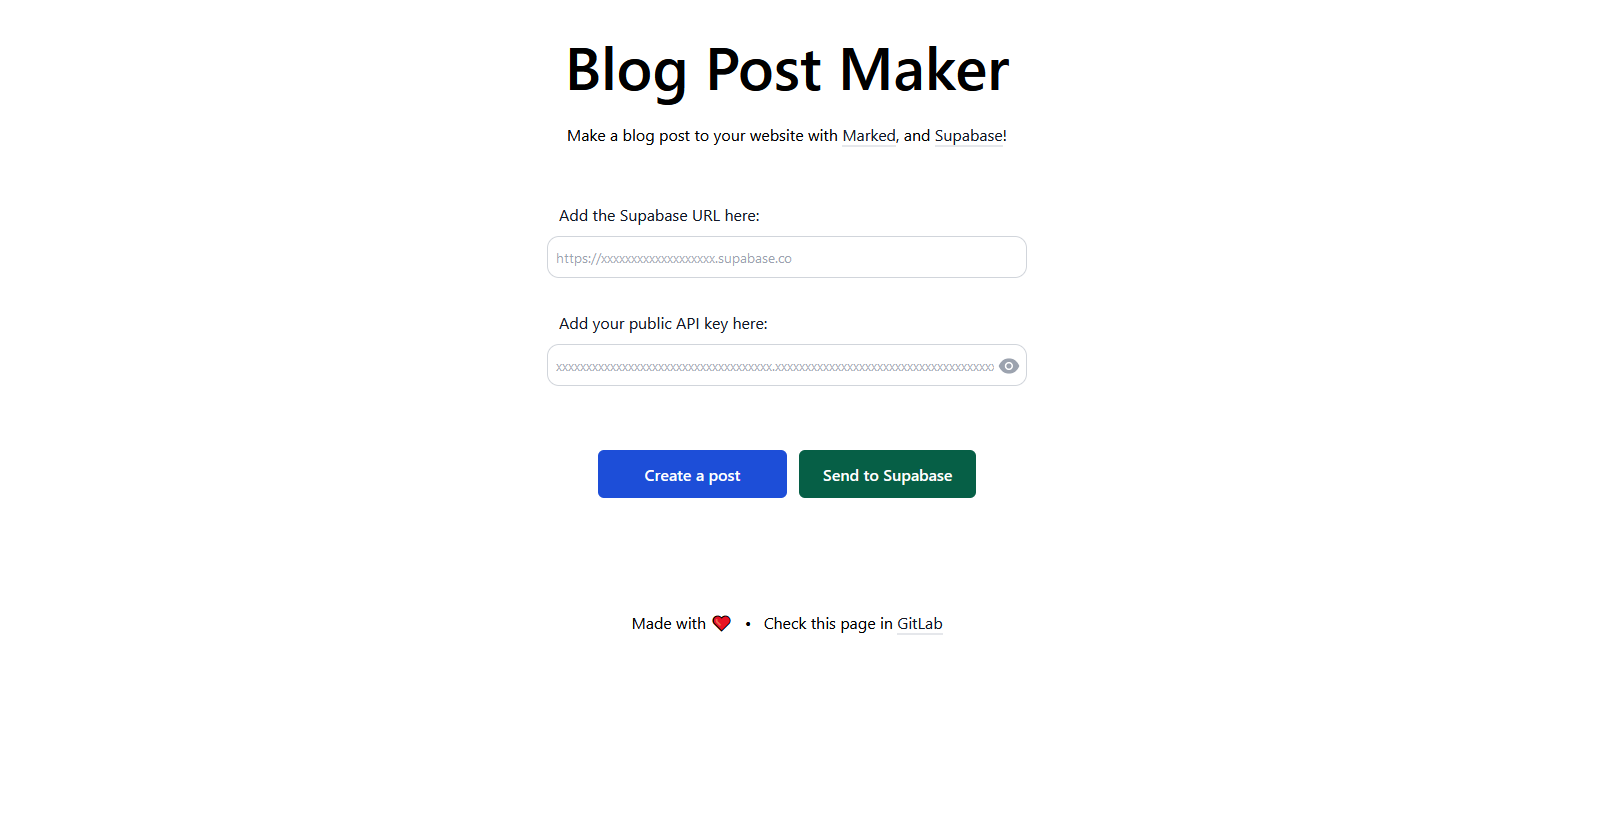 Blog Post Maker
Make a blog post to your website with Marked, and Supabase!
Add the Supabase URL here:
https://xxxxxxxxxxxxxxxxxxxx.supabase.co
Add your public API key here:
xxxxxxxxxxxxxxxxxxxxxxxxxxxxxxxxxxxx.xxxxxxxxxxxxxxxxxxxxxxxxxxxxxxxxxxxxx
Create a post
Send to Supabase
Made with ❤ • Check this page in GitLab